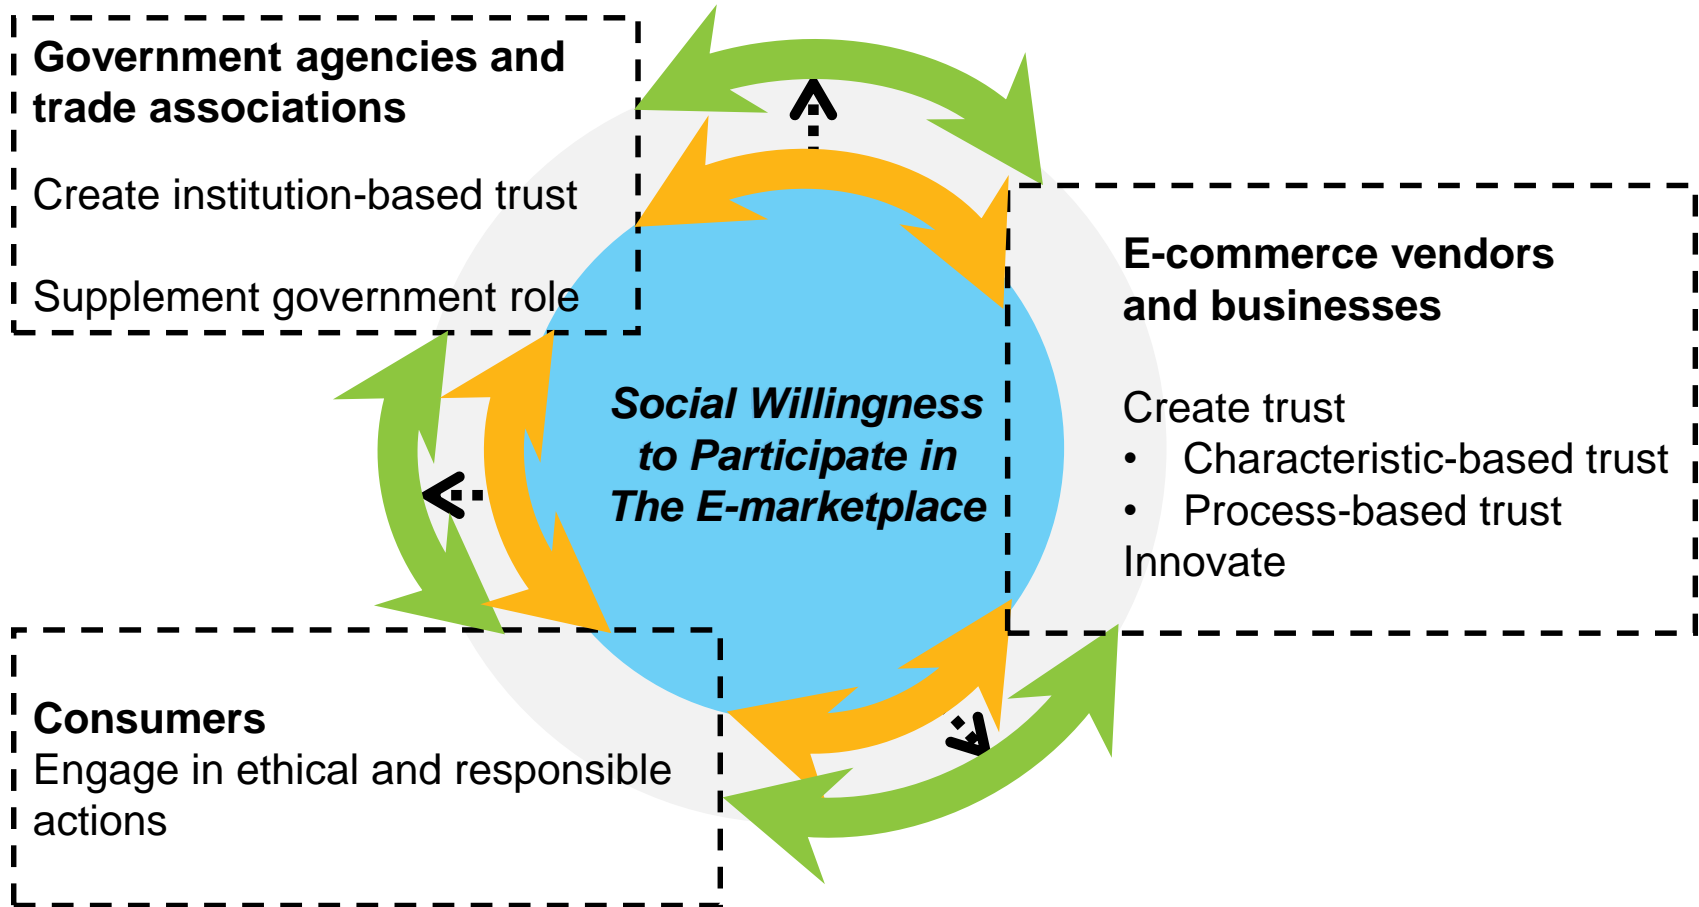 Government agencies and
trade associations
Create institution-based trust
Supplement government role
E-commerce vendors
and businesses
Create trust
• Characteristic-based trust
• Process-based trust
Innovate
Social Willingness
to Participate in
The E-marketplace
Consumers
Engage in ethical and responsible
actions